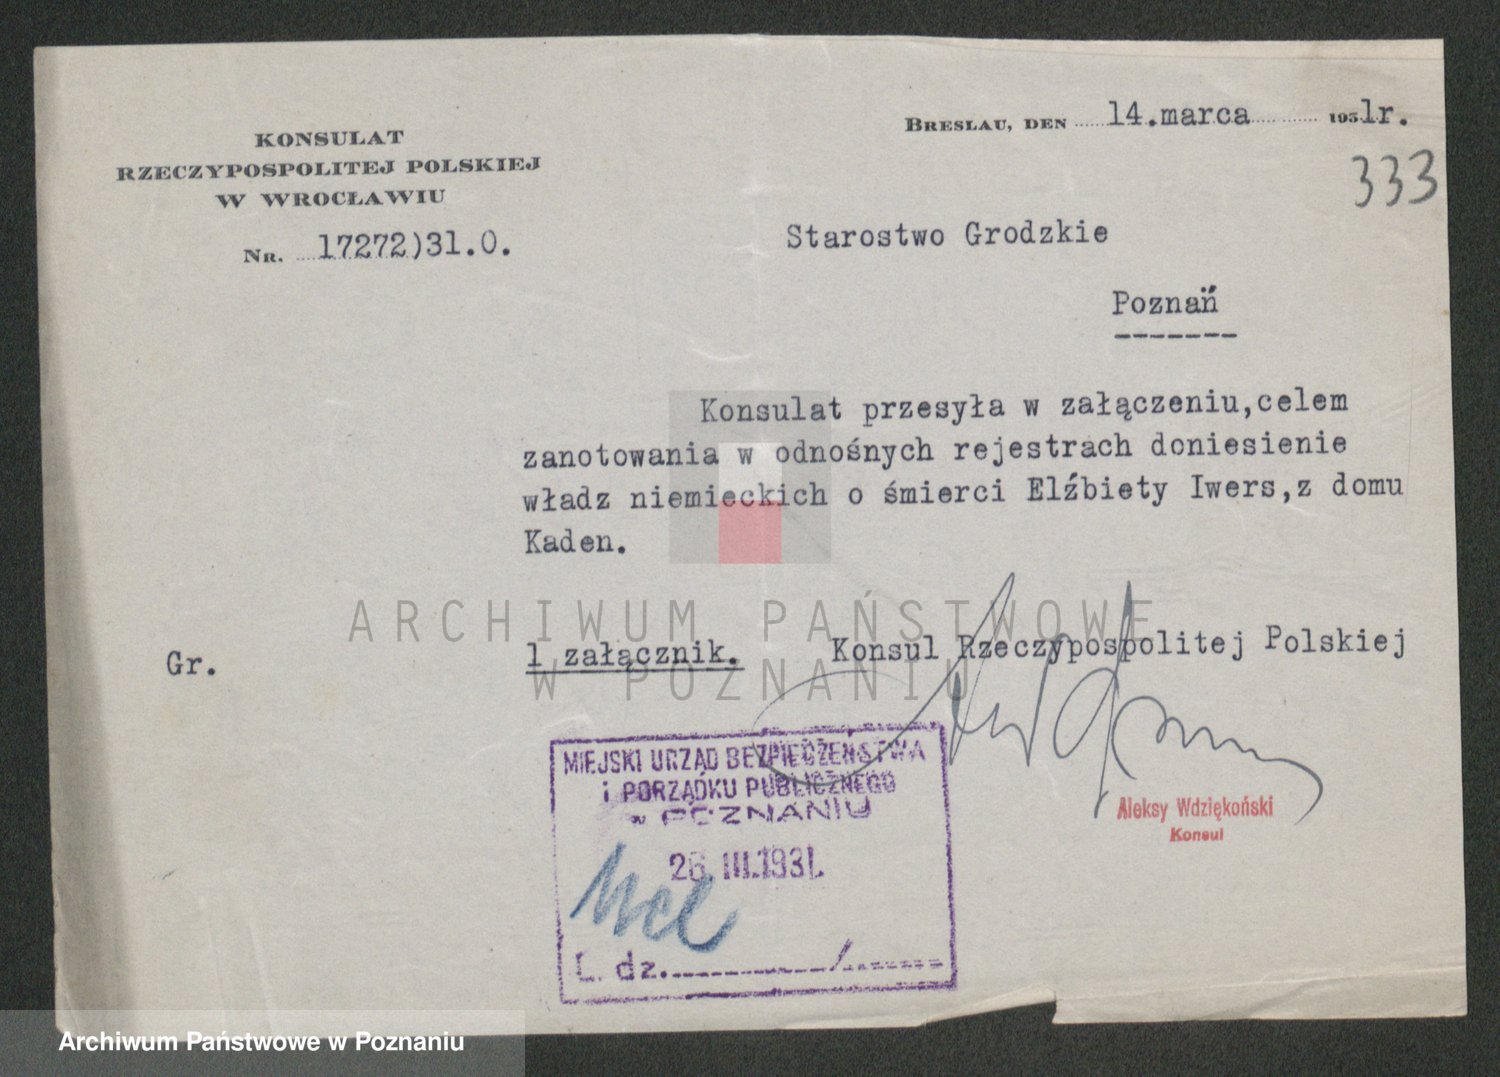 KONSULAT
RZECZYPOSPOLITEJ POLSKIEJ
W WROCŁAWIU
Nr. 17272)31.O.
Breslau, den 14.marca 1931r.
333
Starostwo Grodzkie
Poznań
Konsulat przesyła w załączeniu,celem
zanotowania w odnośnych rejestrach doniesienie
władz niemieckich o śmierci Elźbiety Iwers,z domu
Kaden.
ARCHIWUM PAŃSTWOWE
W POZNANIU
Gr.
1 załącznik.
Konsul Rzeczypospolitej Polskiej
MIEJSKI URZĄD BEZPIECZEŃSTWA
i PORZĄDKU PUBLICZNEGO
w POZNANIU
26.III.1931.
L. dz. /
Aleksy Wdziękoński
Konsul
Archiwum Państwowe w Poznaniu